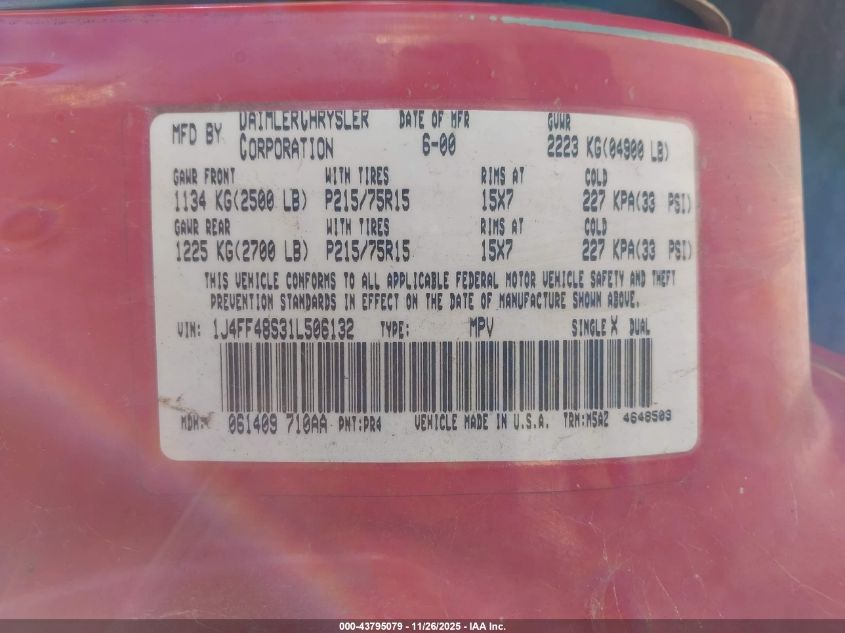 MFD BY DAIMLERCHRYSLER CORPORATION DATE OF MFR 6-00 GVWR 2223 KG(04900 LB)
GAWR FRONT WITH TIRES RIMS AT COLD
1134 KG(2500 LB) P215/75R15 15X7 227 KPA(33 PSI)
GAWR REAR WITH TIRES RIMS AT COLD
1225 KG(2700 LB) P215/75R15 15X7 227 KPA(33 PSI)
THIS VEHICLE CONFORMS TO ALL APPLICABLE FEDERAL MOTOR VEHICLE SAFETY AND THEFT
PREVENTION STANDARDS IN EFFECT ON THE DATE OF MANUFACTURE SHOWN ABOVE.
VIN: 1J4FF48S31L506132 TYPE: MPV SINGLE X DUAL
MDH: 061409 710AA PNT:PR4 VEHICLE MADE IN U.S.A. TRM:M5AZ 4648503
000-43795079 - 11/26/2025 - IAA Inc.